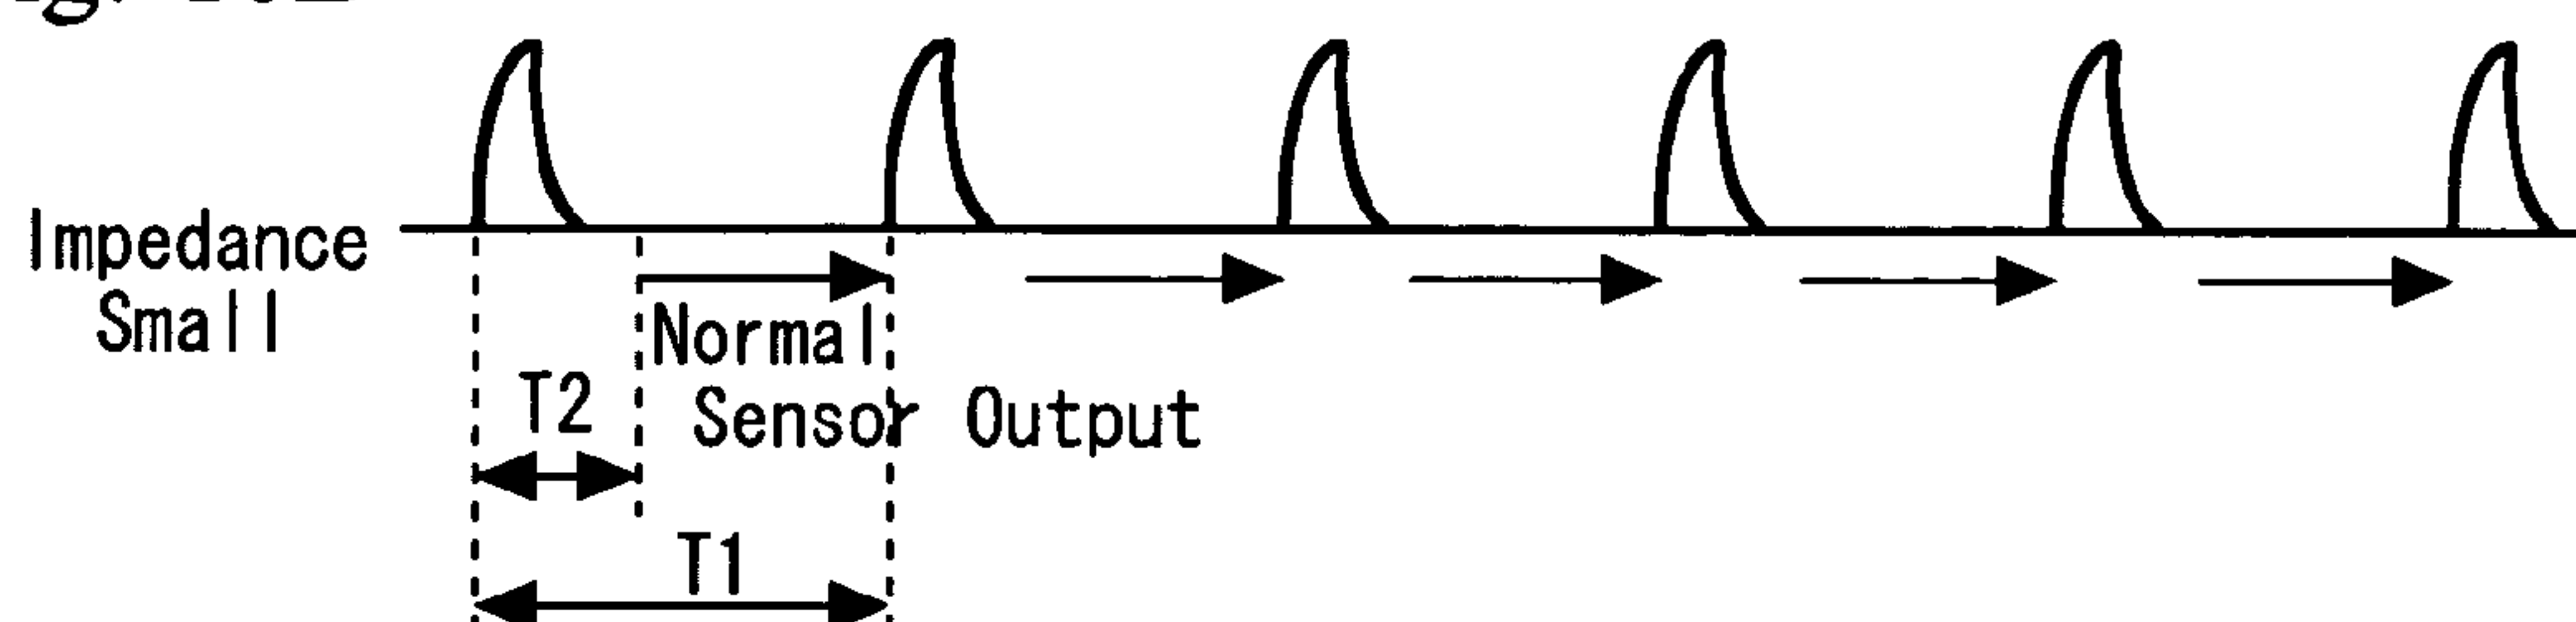 Impedance
Small
Normal
Sensor Output
T2
T1